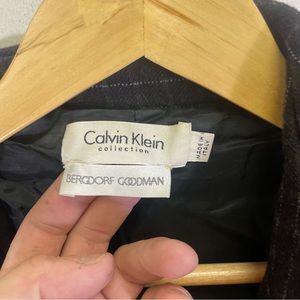 Calvin Klein
collection
MADE IN
ITALY
BERGDORF GOODMAN